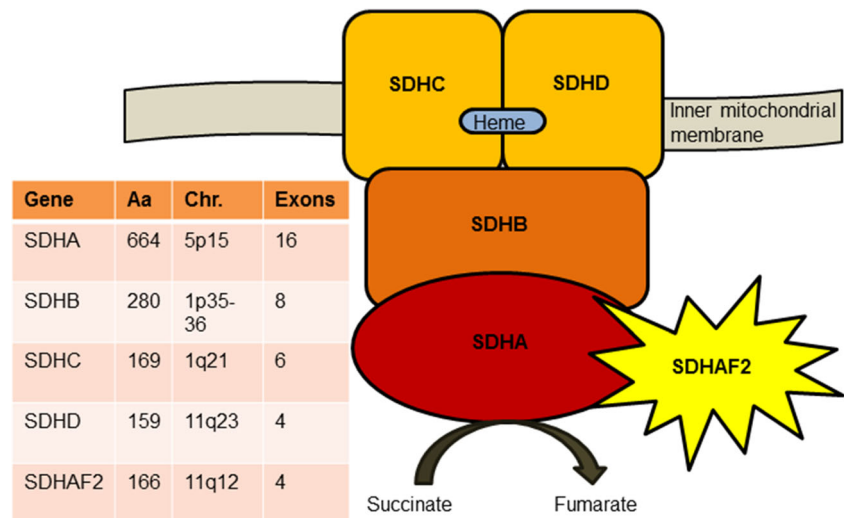 SDHC
SDHD
Heme
Inner mitochondrial
membrane
SDHB
SDHA
SDHAF2
Succinate
Fumarate
Gene Aa Chr. Exons
SDHA 664 5p15 16
SDHB 280 1p35-
36 8
SDHC 169 1q21 6
SDHD 159 11q23 4
SDHAF2 166 11q12 4